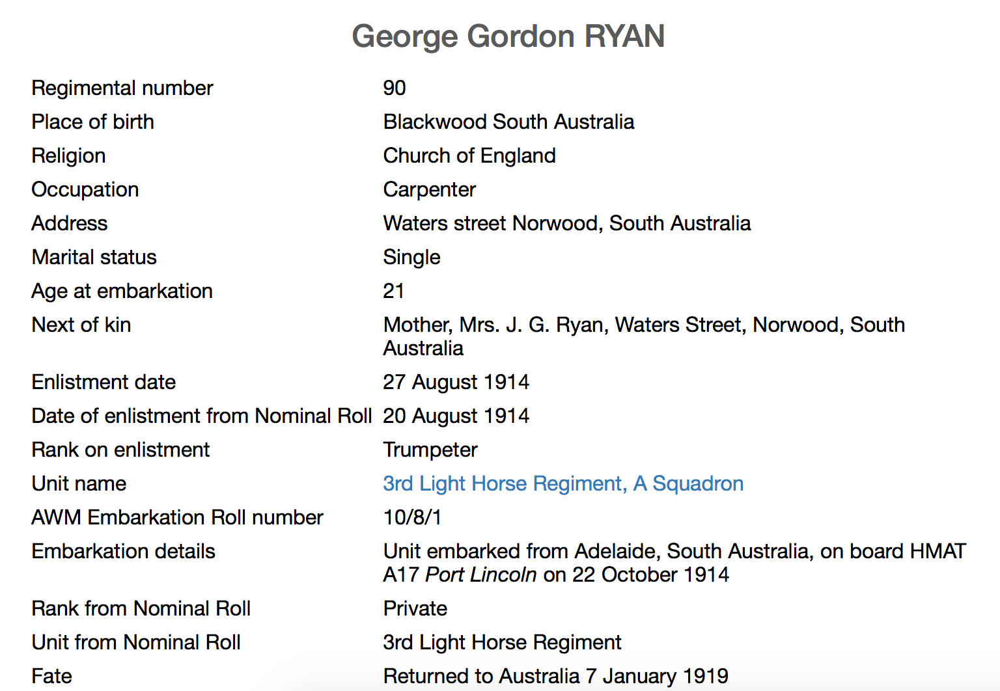 George Gordon RYAN
Regimental number 90
Place of birth Blackwood South Australia
Religion Church of England
Occupation Carpenter
Address Waters street Norwood, South Australia
Marital status Single
Age at embarkation 21
Next of kin Mother, Mrs. J. G. Ryan, Waters Street, Norwood, South
Australia
Enlistment date 27 August 1914
Date of enlistment from Nominal Roll 20 August 1914
Rank on enlistment Trumpeter
Unit name 3rd Light Horse Regiment, A Squadron
AWM Embarkation Roll number 10/8/1
Embarkation details Unit embarked from Adelaide, South Australia, on board HMAT
A17 Port Lincoln on 22 October 1914
Rank from Nominal Roll Private
Unit from Nominal Roll 3rd Light Horse Regiment
Fate Returned to Australia 7 January 1919